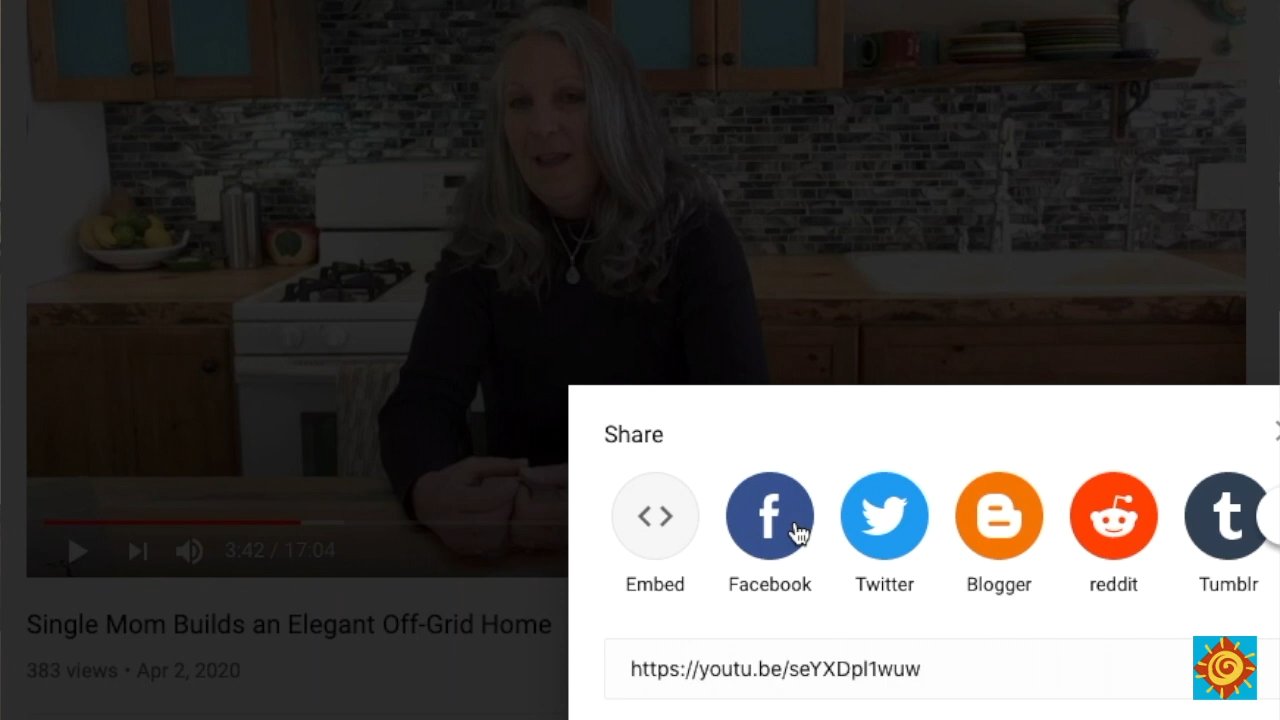 Share
Embed
Facebook
Twitter
Blogger
reddit
Tumblr
3:42 / 17:04
Single Mom Builds an Elegant Off-Grid Home
383 views • Apr 2, 2020
https://youtu.be/seYXDpl1wuw